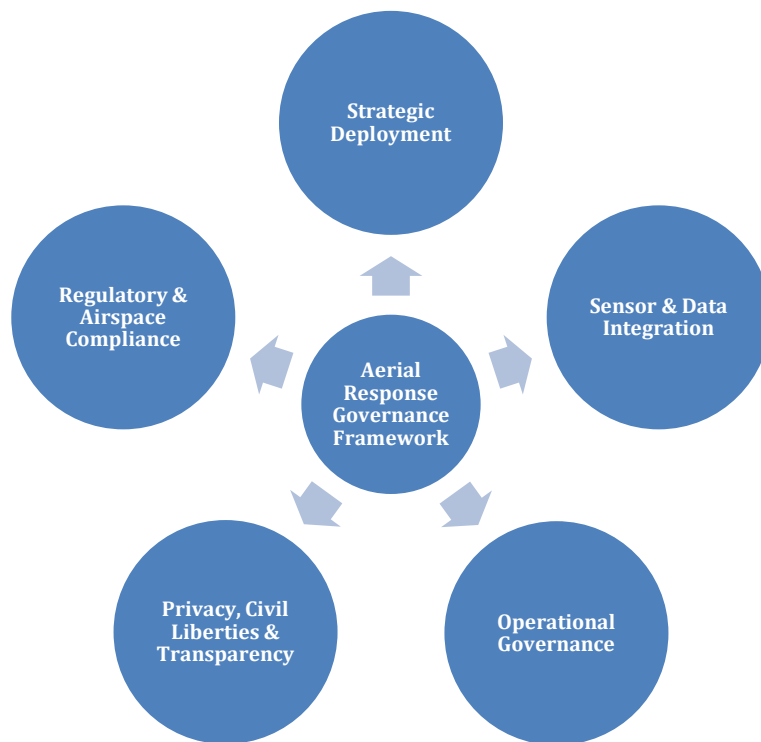 Strategic
Deployment
Regulatory &
Airspace
Compliance
Sensor & Data
Integration
Aerial
Response
Governance
Framework
Privacy, Civil
Liberties &
Transparency
Operational
Governance